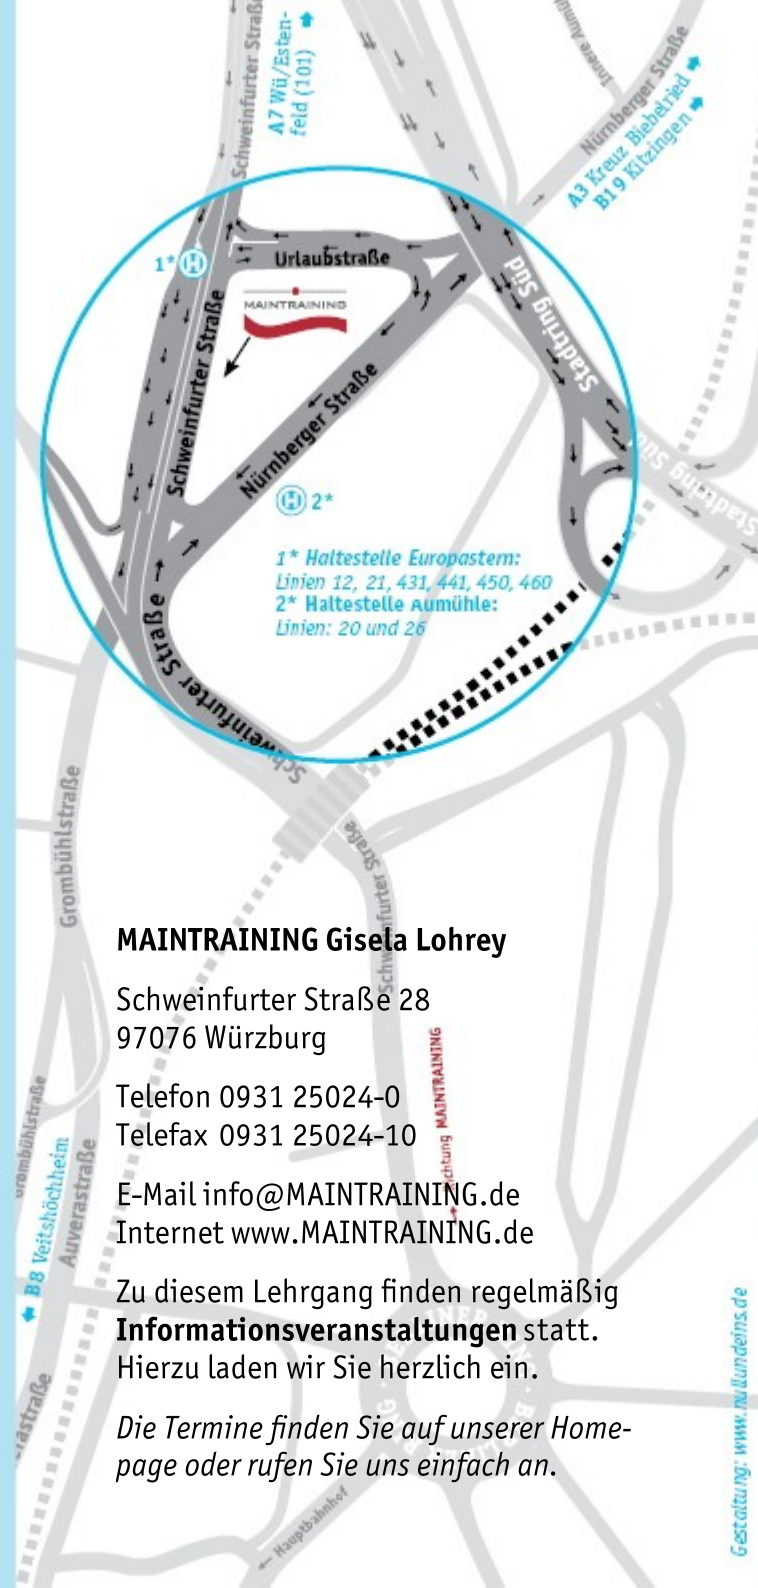 Schweinfurter Straße
A7 Wü/Esten-
feld (101)
Innere Aumü
Nürnberger Straße
A3 Kreuz Biebelried
B19 Kitzingen
1* H
Urlaubstraße
MAINTRAINING
Stadtring Süd
Schweinfurter Straße
Nürnberger Straße
Stadtring Süd
Stadtring
H 2*
1* Haltestelle Europastern:
Linien 12, 21, 431, 441, 450, 460
2* Haltestelle Aumühle:
Linien: 20 und 26
Schweinfurter Straße
Sch
Grombühlstraße
Schweinfurter Straße
MAINTRAINING Gisela Lohrey
Schweinfurter Straße 28
97076 Würzburg
Richtung MAINTRAINING
Telefon 0931 25024-0
Telefax 0931 25024-10
Grombühlstraße
B8 Veitshöchheim
Auverastraße
E-Mail info@MAINTRAINING.de
Internet www.MAINTRAINING.de
Zu diesem Lehrgang finden regelmäßig
Informationsveranstaltungen statt.
Hierzu laden wir Sie herzlich ein.
Die Termine finden Sie auf unserer Home-
page oder rufen Sie uns einfach an.
rastraße
Hauptbahnhof
Gestaltung: www.nullundeins.de